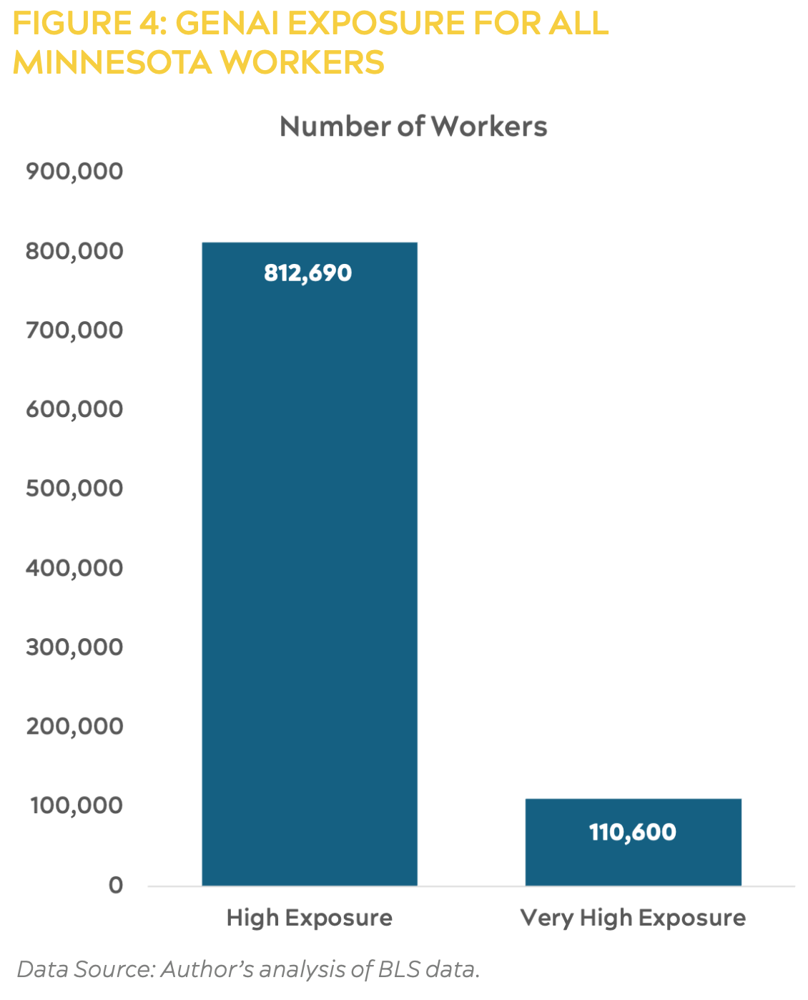 FIGURE 4: GENAI EXPOSURE FOR ALL
MINNESOTA WORKERS
Number of Workers
900,000
800,000
812,690
700,000
600,000
500,000
400,000
300,000
200,000
100,000
110,600
0
High Exposure
Very High Exposure
Data Source: Author’s analysis of BLS data.